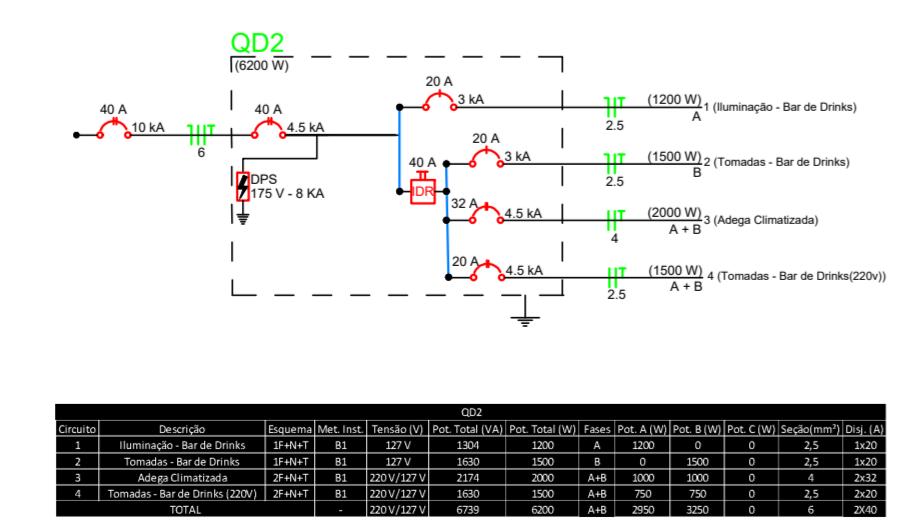 QD2
(6200 W)
40 A
10 kA
6
40 A
4.5 kA
DPS
175 V - 8 KA
20 A
3 kA
2.5
(1200 W)
A
1 (Iluminação - Bar de Drinks)
40 A
IDR
20 A
3 kA
2.5
(1500 W)
B
2 (Tomadas - Bar de Drinks)
32 A
4.5 kA
4
(2000 W)
A + B
3 (Adega Climatizada)
20 A
4.5 kA
2.5
(1500 W)
A + B
4 (Tomadas - Bar de Drinks(220v))
QD2
Circuito Descrição Esquema Met. Inst. Tensão (V) Pot. Total (VA) Pot. Total (W) Fases Pot. A (W) Pot. B (W) Pot. C (W) Seção(mm²) Disj. (A)
1 Iluminação - Bar de Drinks 1F+N+T B1 127 V 1304 1200 A 1200 0 0 2,5 1x20
2 Tomadas - Bar de Drinks 1F+N+T B1 127 V 1630 1500 B 0 1500 0 2,5 1x20
3 Adega Climatizada 2F+N+T B1 220 V/127 V 2174 2000 A+B 1000 1000 0 4 2x32
4 Tomadas - Bar de Drinks (220V) 2F+N+T B1 220 V/127 V 1630 1500 A+B 750 750 0 2,5 2x20
TOTAL - 220 V/127 V 6739 6200 A+B 2950 3250 0 6 2X40